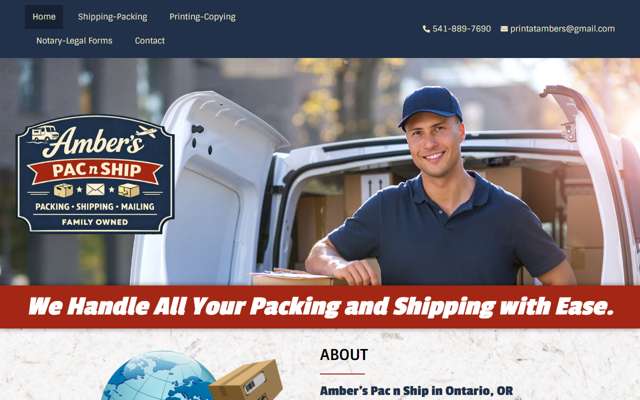 Home
Shipping-Packing
Printing-Copying
Notary-Legal Forms
Contact
541-889-7690
printatambers@gmail.com
Amber's
PAC n SHIP
PACKING • SHIPPING • MAILING
FAMILY OWNED
We Handle All Your Packing and Shipping with Ease.
ABOUT
Amber's Pac n Ship in Ontario, OR